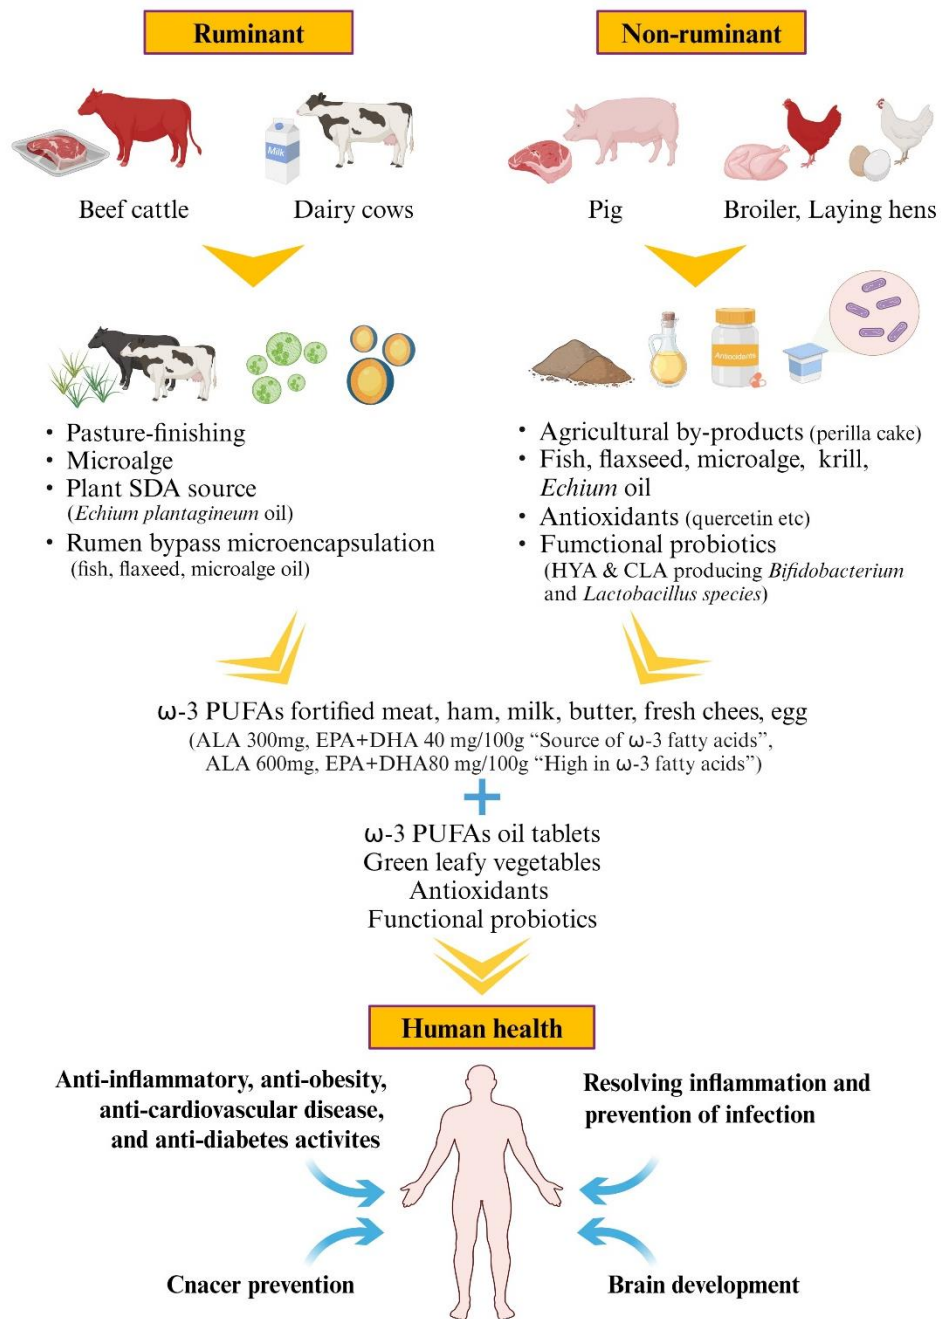 Ruminant
Non-ruminant
Milk
Beef cattle
Dairy cows
Pig
Broiler, Laying hens
Antioxidants
• Pasture-finishing
• Microalge
• Plant SDA source
(Echium plantagineum oil)
• Rumen bypass microencapsulation
(fish, flaxeed, microalge oil)
• Agricultural by-products (perilla cake)
• Fish, flaxseed, microalge, krill,
Echium oil
• Antioxidants (quercetin etc)
• Fumctional probiotics
(HYA & CLA producing Bifidobacterium
and Lactobacillus species)
ω-3 PUFAs fortified meat, ham, milk, butter, fresh chees, egg
(ALA 300mg, EPA+DHA 40 mg/100g “Source of ω-3 fatty acids”,
ALA 600mg, EPA+DHA80 mg/100g “High in ω-3 fatty acids”)
+
ω-3 PUFAs oil tablets
Green leafy vegetables
Antioxidants
Functional probiotics
Human health
Anti-inflammatory, anti-obesity,
anti-cardiovascular disease,
and anti-diabetes activites
Resolving inflammation and
prevention of infection
Cnacer prevention
Brain development